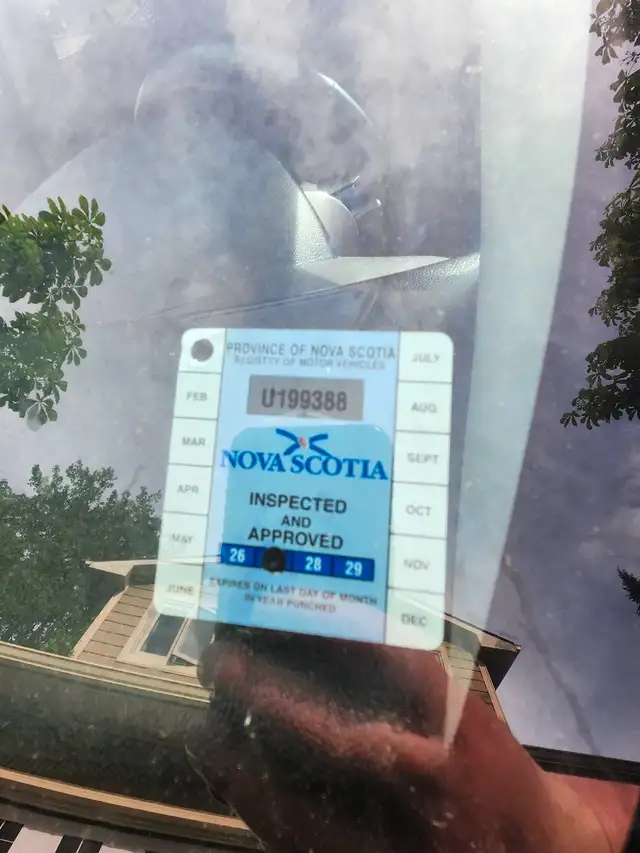 PROVINCE OF NOVA SCOTIA
REGISTRY OF MOTOR VEHICLES
U199388
NOVA SCOTIA
INSPECTED
AND
APPROVED
26 28 29
EXPIRES ON LAST DAY OF MONTH
IN YEAR PUNCHED
FEB
MAR
APR
MAY
JUNE
JULY
AUG
SEPT
OCT
NOV
DEC